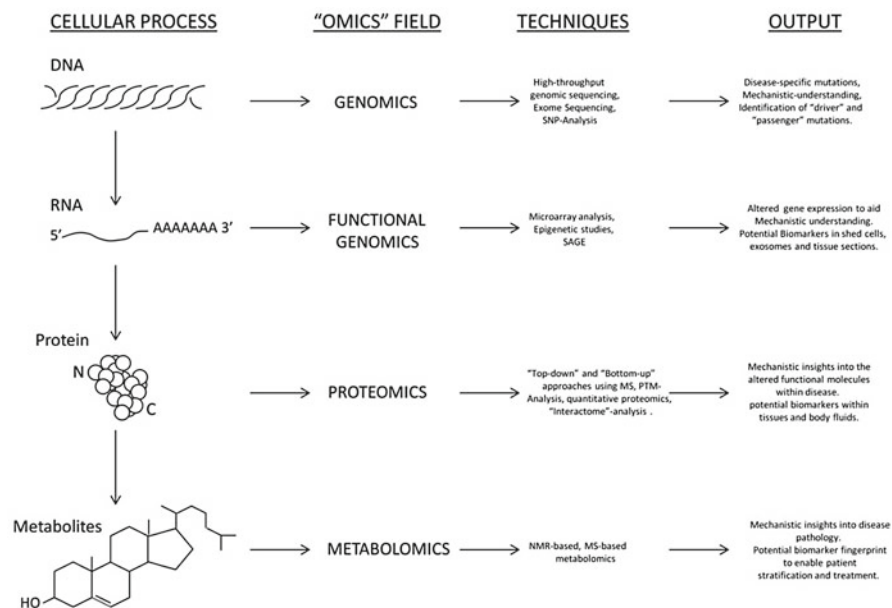 CELLULAR PROCESS
"OMICS" FIELD
TECHNIQUES
OUTPUT
DNA
GENOMICS
High-throughput
genomic sequencing,
Exome Sequencing,
SNP-Analysis
Disease-specific mutations,
Mechanistic-understanding,
Identification of "driver" and
"passenger" mutations.
RNA
5' AAAAAAA 3'
FUNCTIONAL
GENOMICS
Microarray analysis,
Epigenetic studies,
SAGE
Altered gene expression to aid
Mechanistic understanding.
Potential Biomarkers in shed cells,
exosomes and tissue sections.
Protein
N
C
PROTEOMICS
"Top-down" and "Bottom-up"
approaches using MS, PTM-
Analysis, quantitative proteomics,
"Interactome"-analysis .
Mechanistic insights into the
altered functional molecules
within disease.
potential biomarkers within
tissues and body fluids.
Metabolites
HO
METABOLOMICS
NMR-based, MS-based
metabolomics
Mechanistic insights into disease
pathology.
Potential biomarker fingerprint
to enable patient
stratification and treatment.